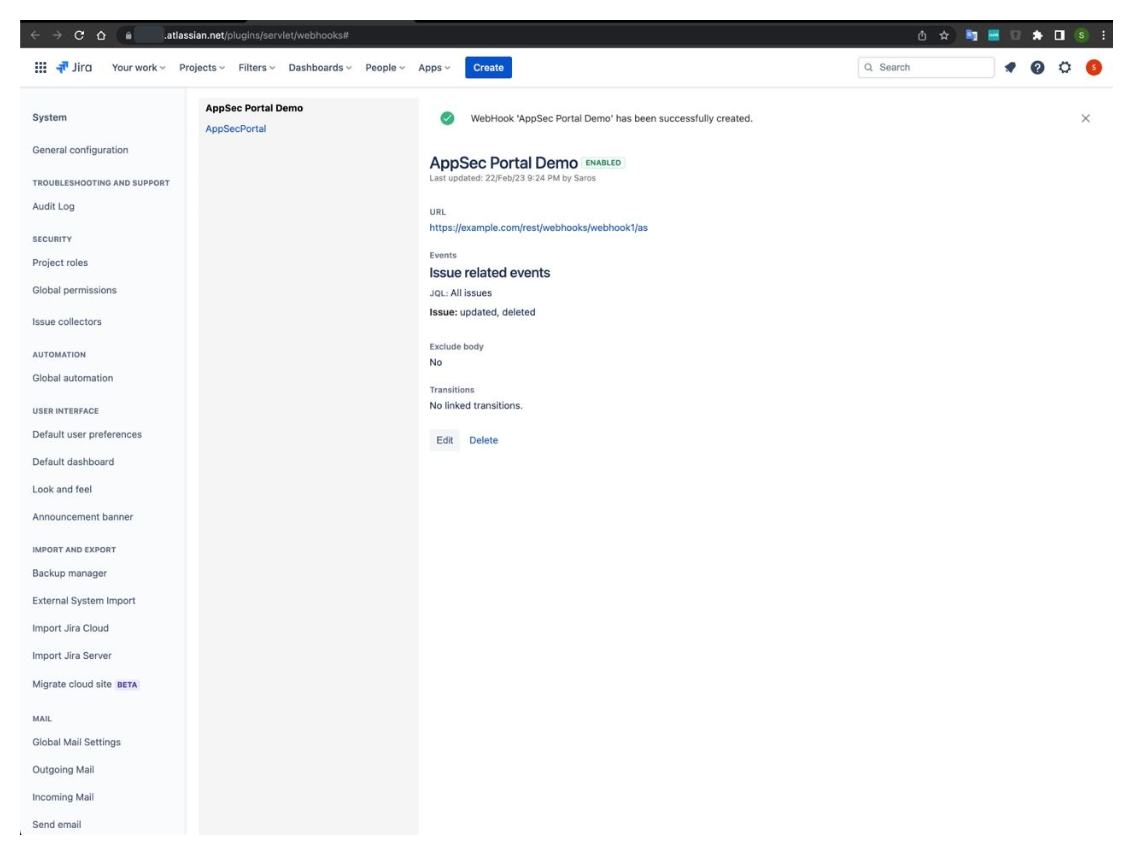 .atlassian.net/plugins/servlet/webhooks#
S
Jira Your work Projects Filters Dashboards People Apps Create Search S
System
General configuration
TROUBLESHOOTING AND SUPPORT
Audit Log
SECURITY
Project roles
Global permissions
Issue collectors
AUTOMATION
Global automation
USER INTERFACE
Default user preferences
Default dashboard
Look and feel
Announcement banner
IMPORT AND EXPORT
Backup manager
External System Import
Import Jira Cloud
Import Jira Server
Migrate cloud site BETA
MAIL
Global Mail Settings
Outgoing Mail
Incoming Mail
Send email
AppSec Portal Demo
AppSecPortal
WebHook 'AppSec Portal Demo' has been successfully created.
AppSec Portal Demo ENABLED
Last updated: 22/Feb/23 9:24 PM by Saros
URL
https://example.com/rest/webhooks/webhook1/as
Events
Issue related events
JQL: All issues
Issue: updated, deleted
Exclude body
No
Transitions
No linked transitions.
Edit Delete